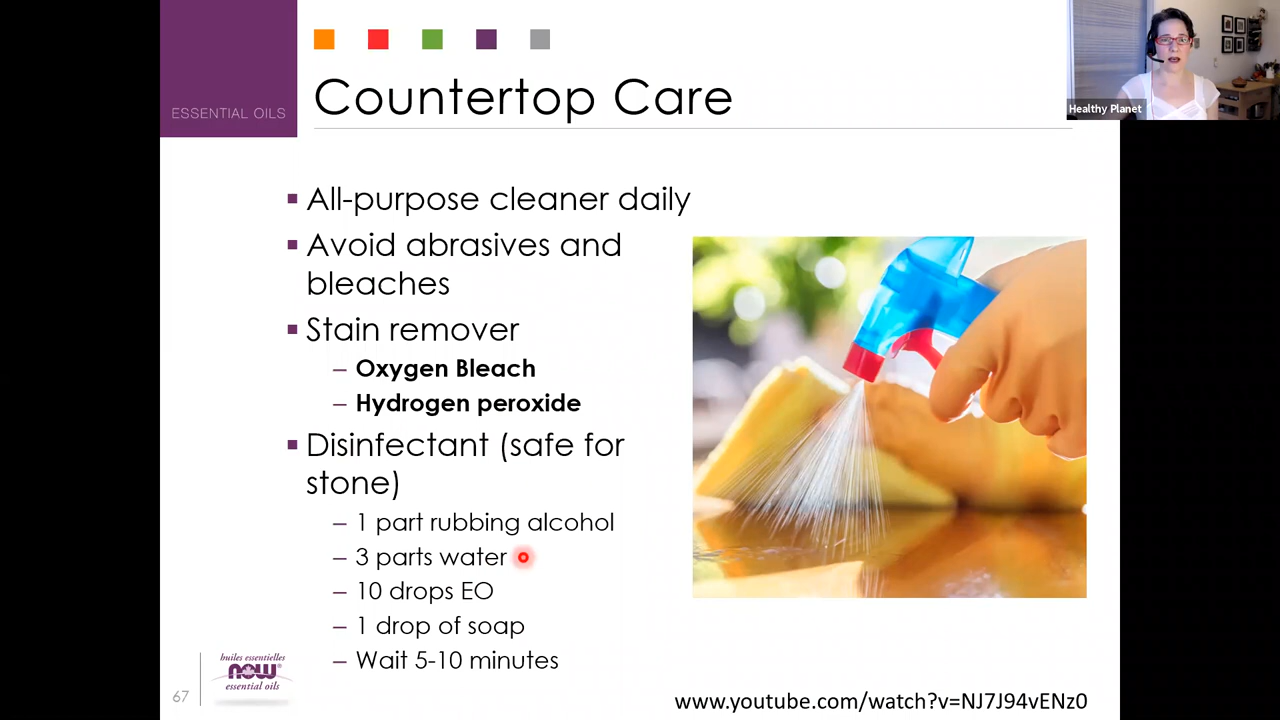 ESSENTIAL OILS
Countertop Care
Healthy Planet
All-purpose cleaner daily
Avoid abrasives and
bleaches
Stain remover
– Oxygen Bleach
– Hydrogen peroxide
Disinfectant (safe for
stone)
– 1 part rubbing alcohol
– 3 parts water
– 10 drops EO
– 1 drop of soap
– Wait 5-10 minutes
67
huiles essentielles
NOW®
essential oils
www.youtube.com/watch?v=NJ7J94vENz0